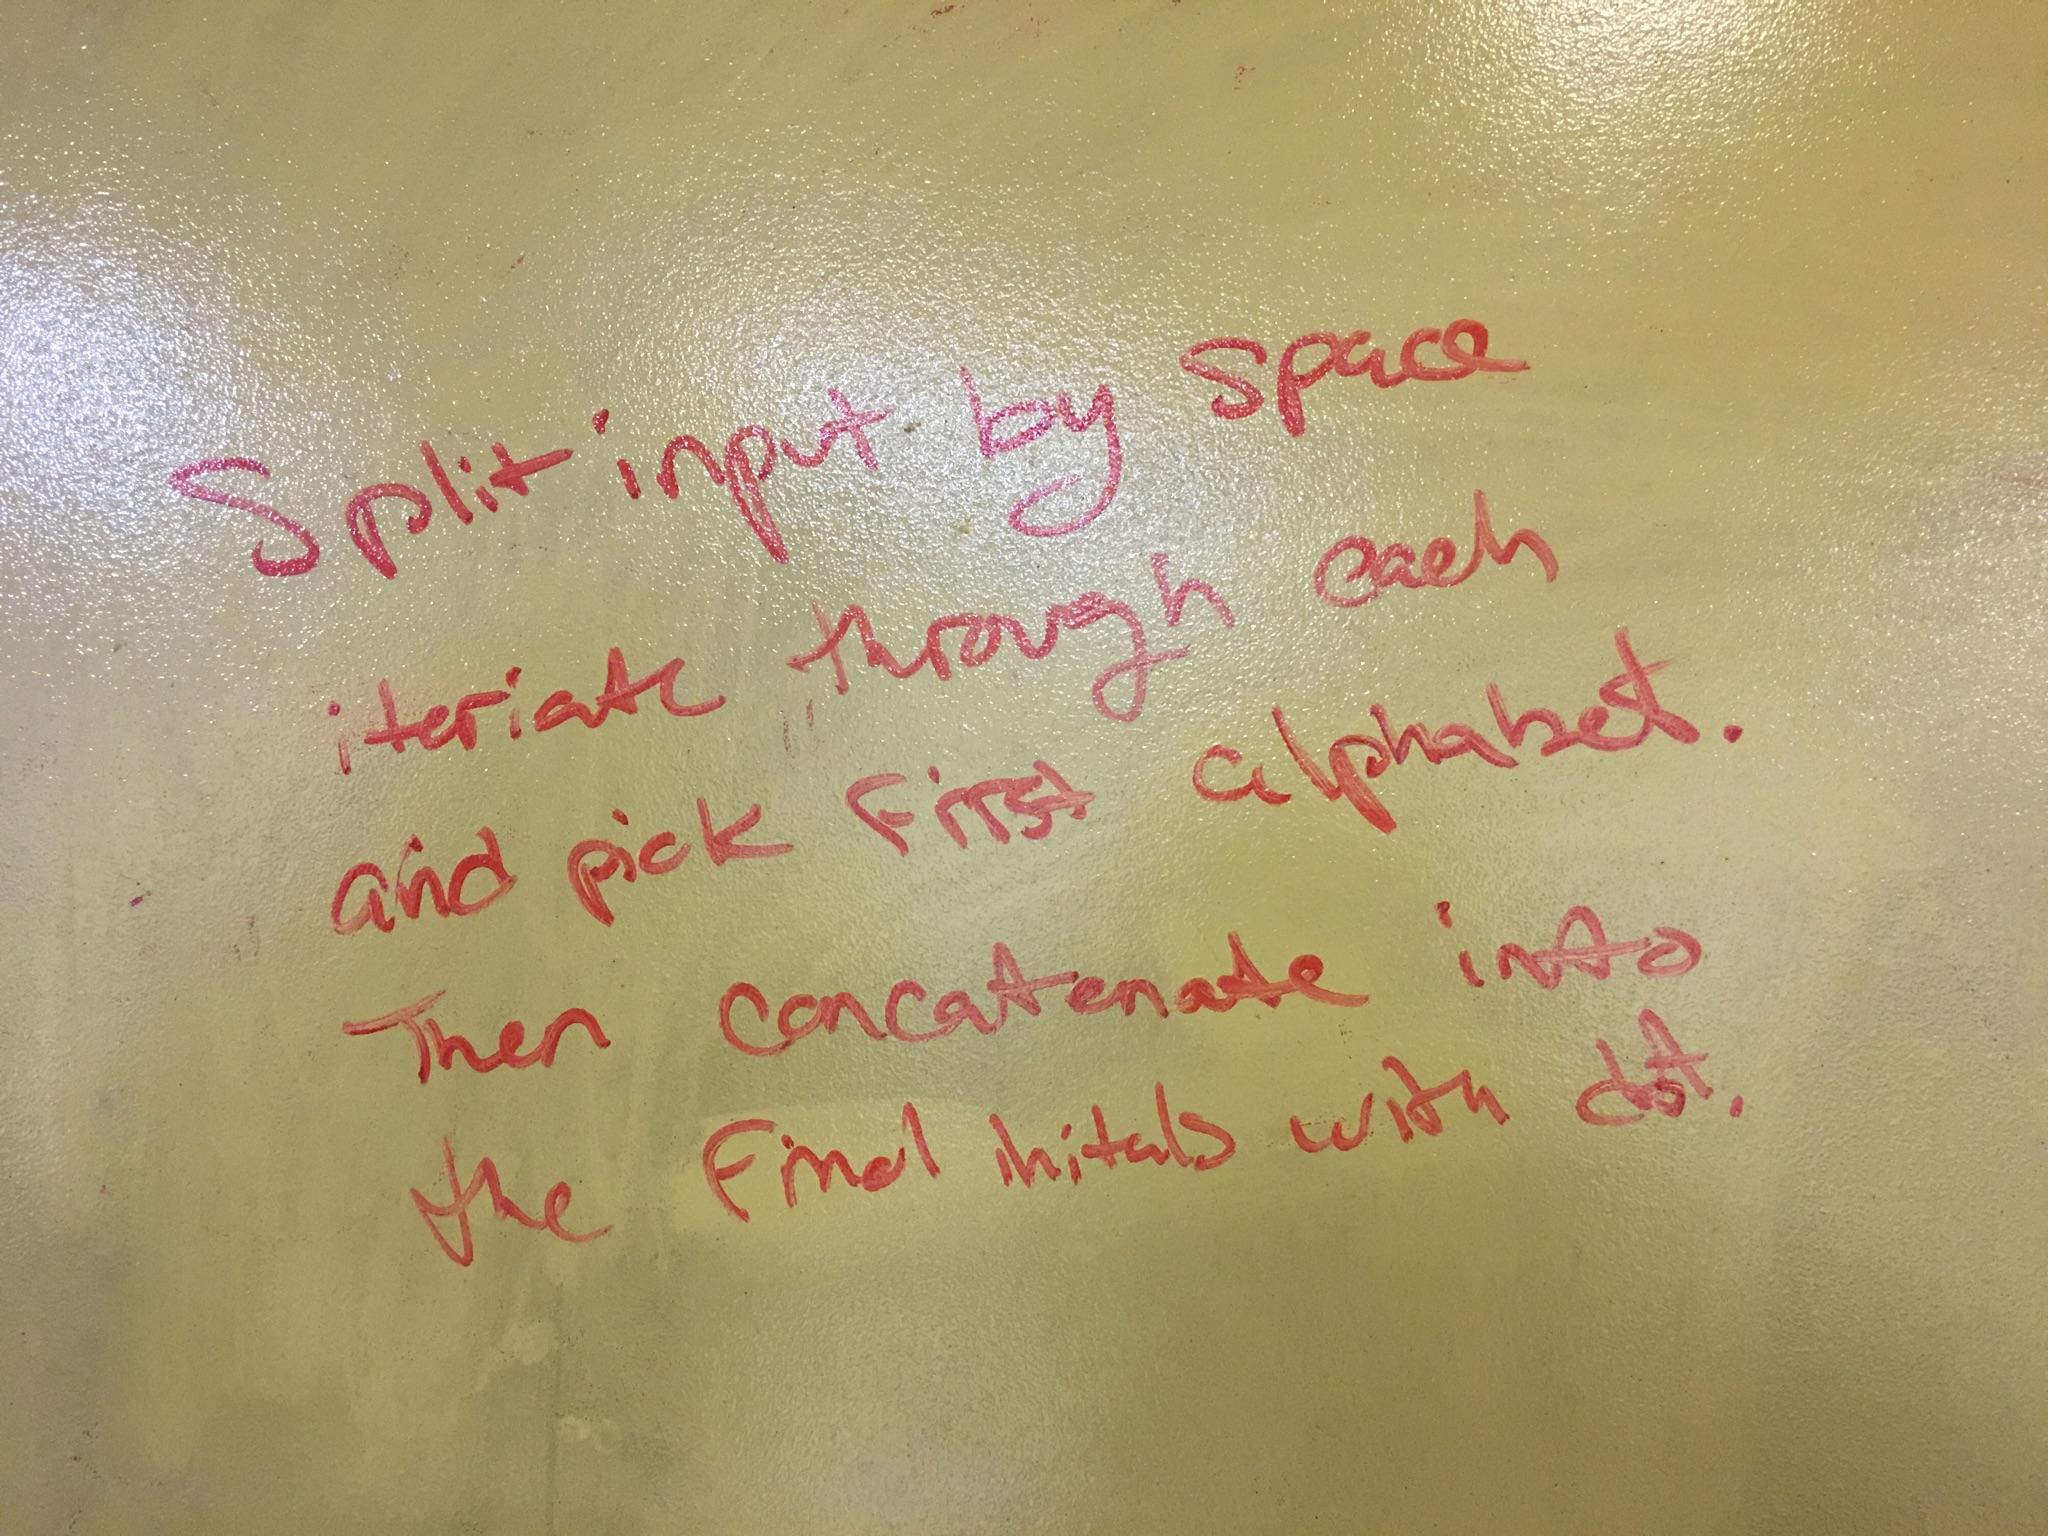 Split input by space
iteriate through each
and pick first alphabet.
Then concatenate into
the Final initals with dot.